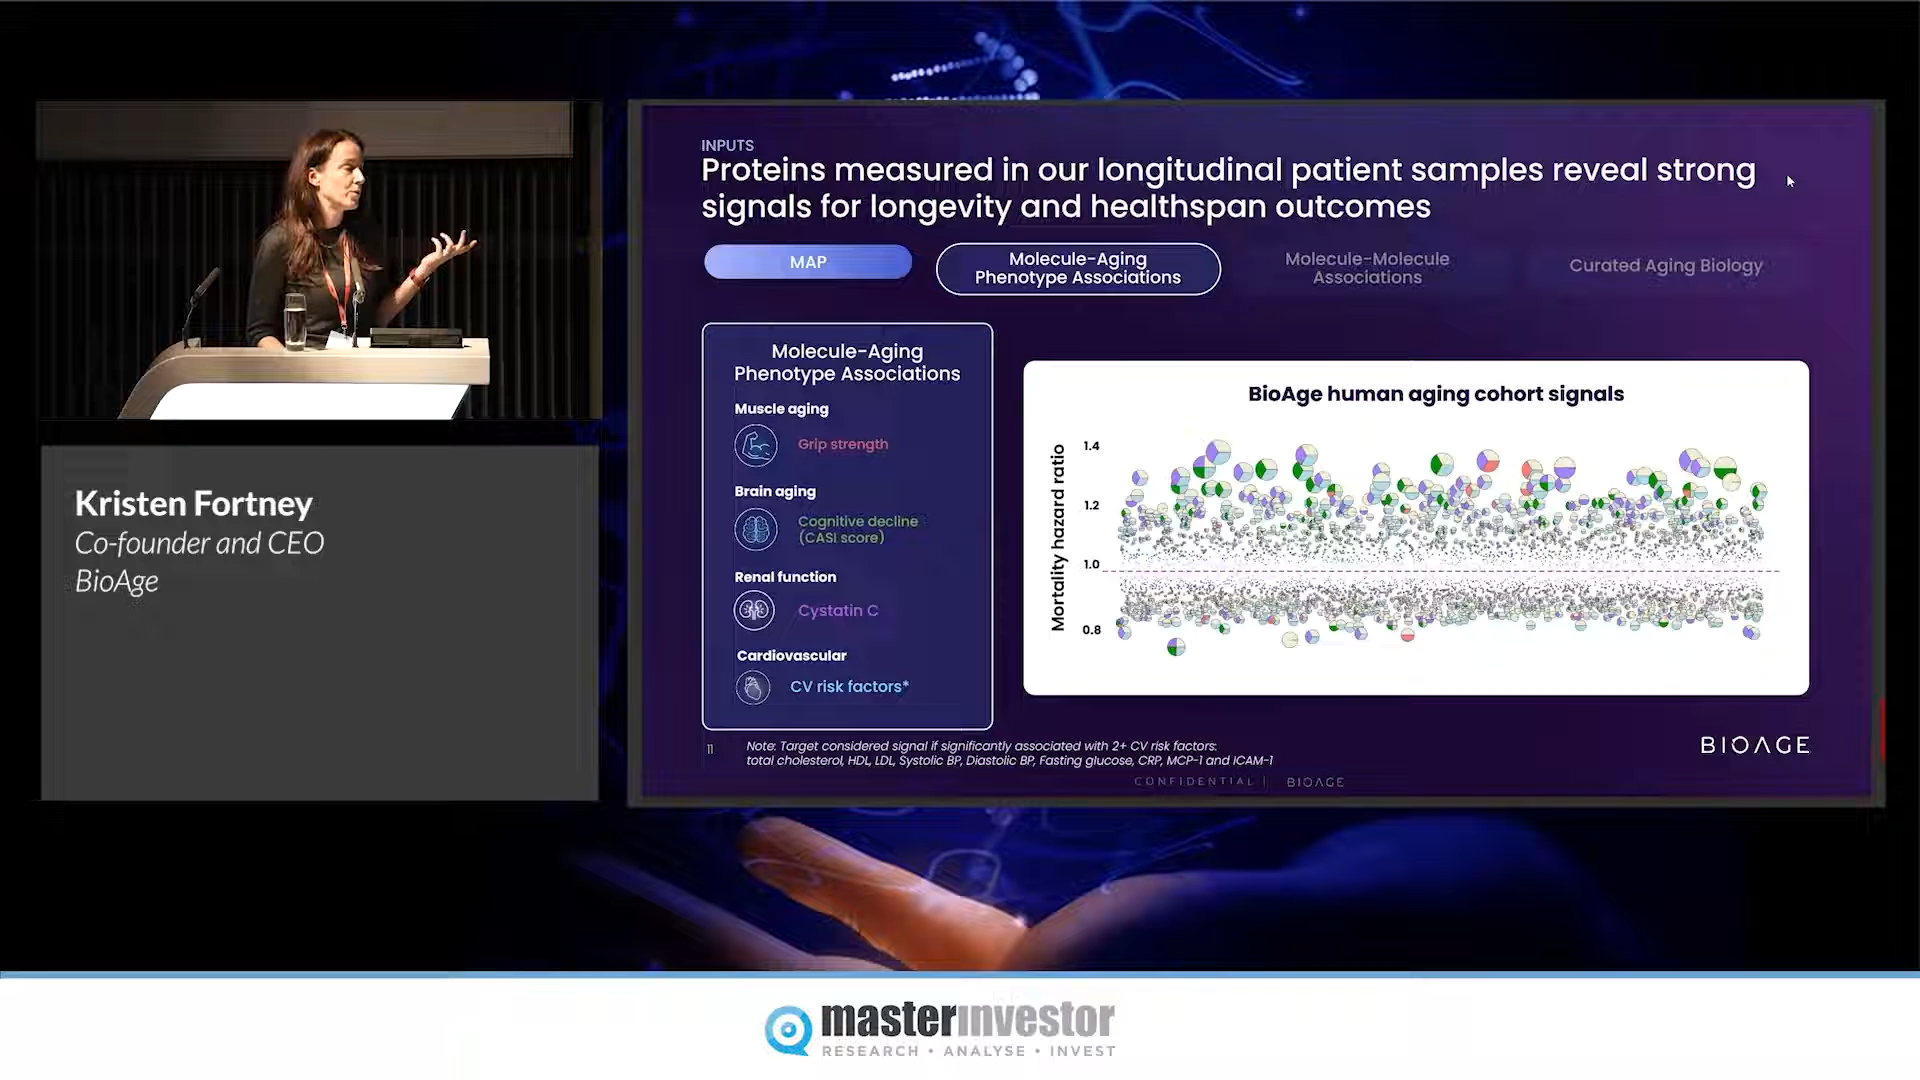 Kristen Fortney
Co-founder and CEO
BioAge
INPUTS
Proteins measured in our longitudinal patient samples reveal strong
signals for longevity and healthspan outcomes
MAP
Molecule-Aging
Phenotype Associations
Molecule-Molecule
Associations
Curated Aging Biology
Molecule-Aging
Phenotype Associations
Muscle aging
Grip strength
Brain aging
Cognitive decline
(CASI score)
Renal function
Cystatin C
Cardiovascular
CV risk factors*
BioAge human aging cohort signals
Mortality hazard ratio
1.4
1.2
1.0
0.8
11
Note: Target considered signal if significantly associated with 2+ CV risk factors:
total cholesterol, HDL, LDL, Systolic BP, Diastolic BP, Fasting glucose, CRP, MCP-1 and ICAM-1
BIOAGE
CONFIDENTIAL | BIOAGE
masterinvestor
RESEARCH • ANALYSE • INVEST